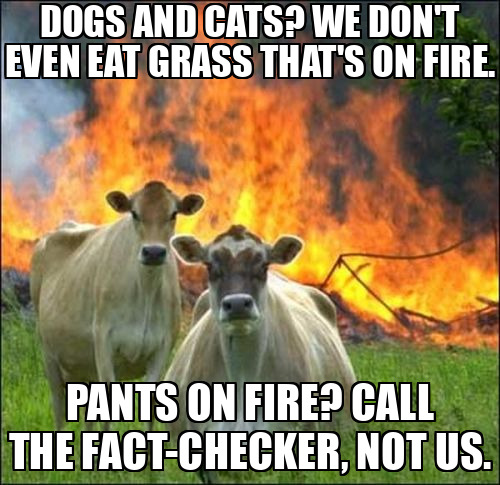 DOGS AND CATS? WE DON'T
EVEN EAT GRASS THAT'S ON FIRE.
PANTS ON FIRE? CALL
THE FACT-CHECKER, NOT US.